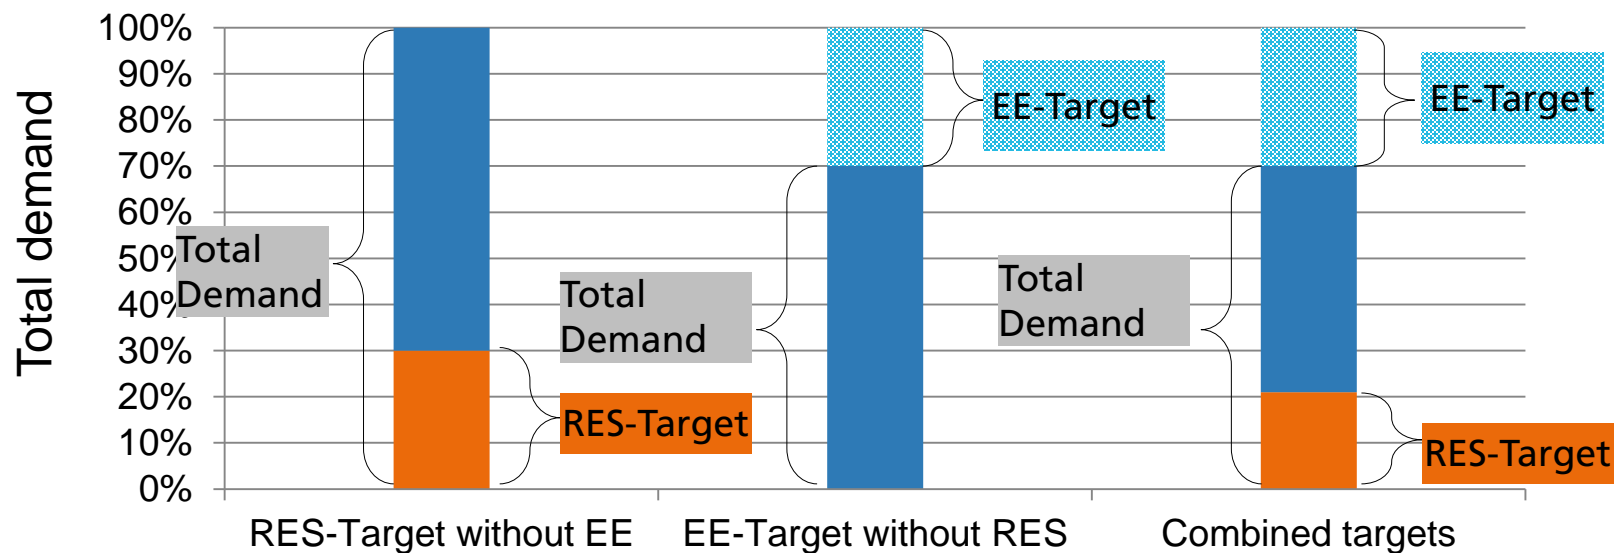 Total demand
100%
90%
80%
70%
60%
50%
40%
30%
20%
10%
0%
Total
Demand
RES-Target
Total
Demand
EE-Target
Total
Demand
EE-Target
RES-Target
RES-Target without EE
EE-Target without RES
Combined targets